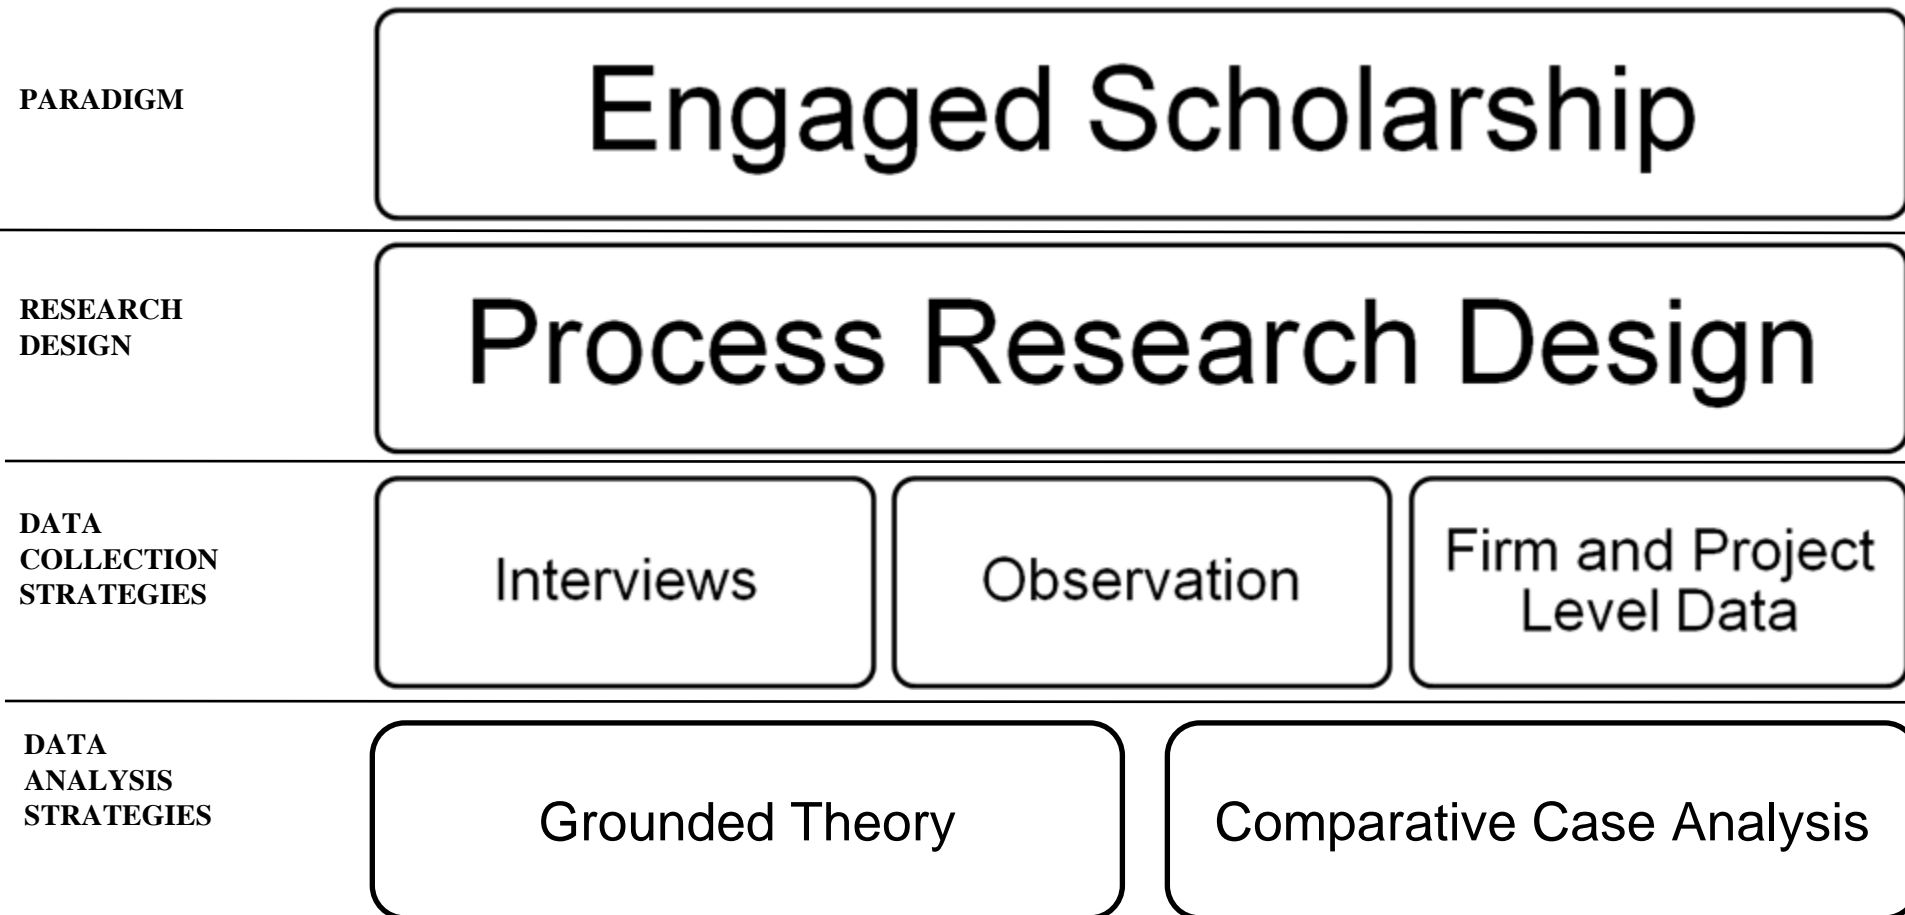 PARADIGM
Engaged Scholarship
RESEARCH
DESIGN
Process Research Design
DATA
COLLECTION
STRATEGIES
Interviews
Observation
Firm and Project
Level Data
DATA
ANALYSIS
STRATEGIES
Grounded Theory
Comparative Case Analysis